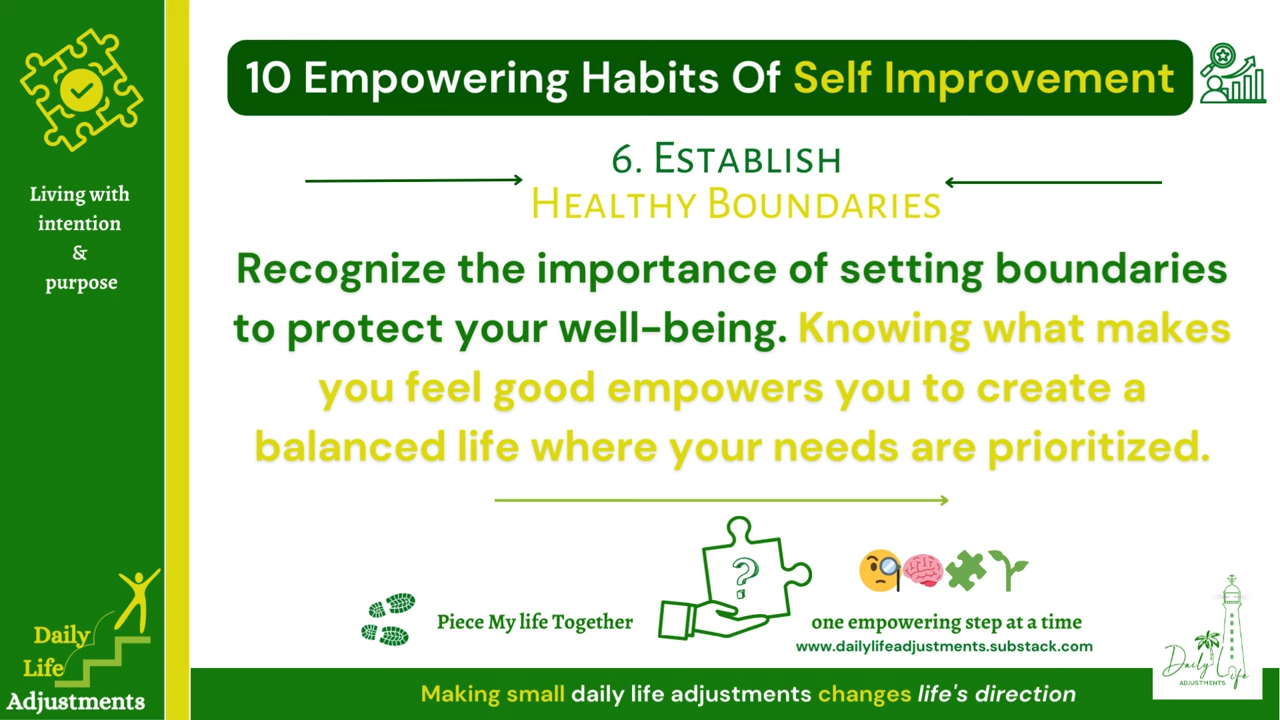 10 Empowering Habits Of Self Improvement
Living with
intention
&
purpose
6. Establish
Healthy Boundaries
Recognize the importance of setting boundaries
to protect your well-being. Knowing what makes
you feel good empowers you to create a
balanced life where your needs are prioritized.
?
Piece My life Together
one empowering step at a time
www.dailylifeadjustments.substack.com
Daily
Life
Adjustments
Daily Life
ADJUSTMENTS
Making small daily life adjustments changes life's direction